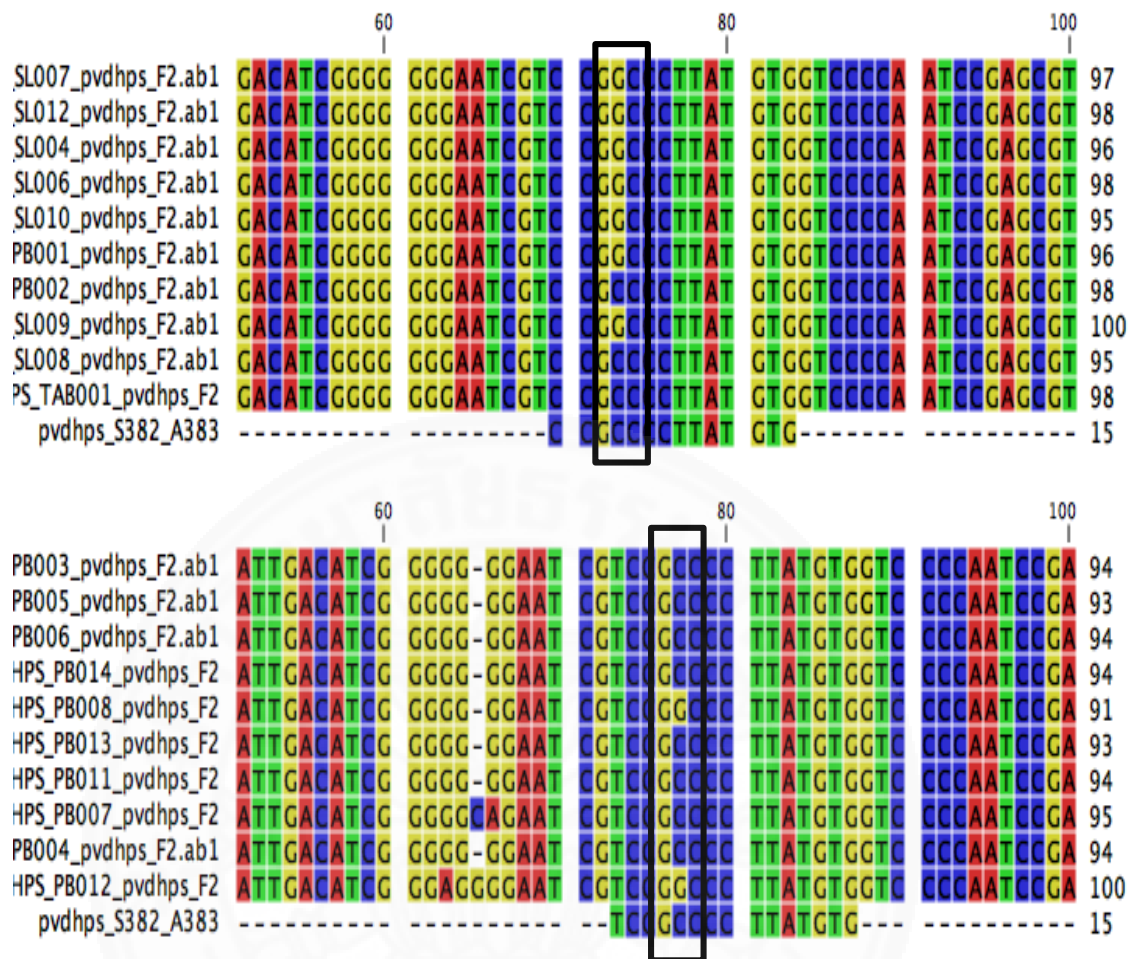 60 80 100
SL007_pvdhps_F2.ab1 GACATCGGGG GGGAATCGTC CGGCCCTTAT GTGGTCCCCA ATCCGAGCGT 97
SL012_pvdhps_F2.ab1 GACATCGGGG GGGAATCGTC CGGCCCTTAT GTGGTCCCCA ATCCGAGCGT 98
SL004_pvdhps_F2.ab1 GACATCGGGG GGGAATCGTC CGGCCCTTAT GTGGTCCCCA ATCCGAGCGT 96
SL006_pvdhps_F2.ab1 GACATCGGGG GGGAATCGTC CGGCCCTTAT GTGGTCCCCA ATCCGAGCGT 98
SL010_pvdhps_F2.ab1 GACATCGGGG GGGAATCGTC CGGCCCTTAT GTGGTCCCCA ATCCGAGCGT 95
PB001_pvdhps_F2.ab1 GACATCGGGG GGGAATCGTC CGGCCCTTAT GTGGTCCCCA ATCCGAGCGT 96
PB002_pvdhps_F2.ab1 GACATCGGGG GGGAATCGTC CGCCCCTTAT GTGGTCCCCA ATCCGAGCGT 98
SL009_pvdhps_F2.ab1 GACATCGGGG GGGAATCGTC CGGCCCTTAT GTGGTCCCCA ATCCGAGCGT 100
SL008_pvdhps_F2.ab1 GACATCGGGG GGGAATCGTC CGCCCCTTAT GTGGTCCCCA ATCCGAGCGT 95
PS_TAB001_pvdhps_F2 GACATCGGGG GGGAATCGTC CGCCCCTTAT GTGGTCCCCA ATCCGAGCGT 98
pvdhps_S382_A383 ---------- ---------C CGCCCCTTAT GTG------- ---------- 15
60 80 100
PB003_pvdhps_F2.ab1 ATTGACATCG GGGG-GGAAT CGTCCGCCCC TTATGTGGTC CCCAATCCGA 94
PB005_pvdhps_F2.ab1 ATTGACATCG GGGG-GGAAT CGTCCGCCCC TTATGTGGTC CCCAATCCGA 93
PB006_pvdhps_F2.ab1 ATTGACATCG GGGG-GGAAT CGTCCGCCCC TTATGTGGTC CCCAATCCGA 94
HPS_PB014_pvdhps_F2 ATTGACATCG GGGG-GGAAT CGTCCGCCCC TTATGTGGTC CCCAATCCGA 94
HPS_PB008_pvdhps_F2 ATTGACATCG GGGG-GGAAT CGTCCGGCCC TTATGTGGTC CCCAATCCGA 91
HPS_PB013_pvdhps_F2 ATTGACATCG GGGG-GGAAT CGTCCGCCCC TTATGTGGTC CCCAATCCGA 93
HPS_PB011_pvdhps_F2 ATTGACATCG GGGG-GGAAT CGTCCGCCCC TTATGTGGTC CCCAATCCGA 94
HPS_PB007_pvdhps_F2 ATTGACATCG GGGGCAGAAT CGTCCGCCCC TTATGTGGTC CCCAATCCGA 95
PB004_pvdhps_F2.ab1 ATTGACATCG GGGG-GGAAT CGTCCGCCCC TTATGTGGTC CCCAATCCGA 94
HPS_PB012_pvdhps_F2 ATTGACATCG GGAGGGGAAT CGTCCGGCCC TTATGTGGTC CCCAATCCGA 100
pvdhps_S382_A383 ---------- ---------- --TCCGCCCC TTATGTG--- ---------- 15